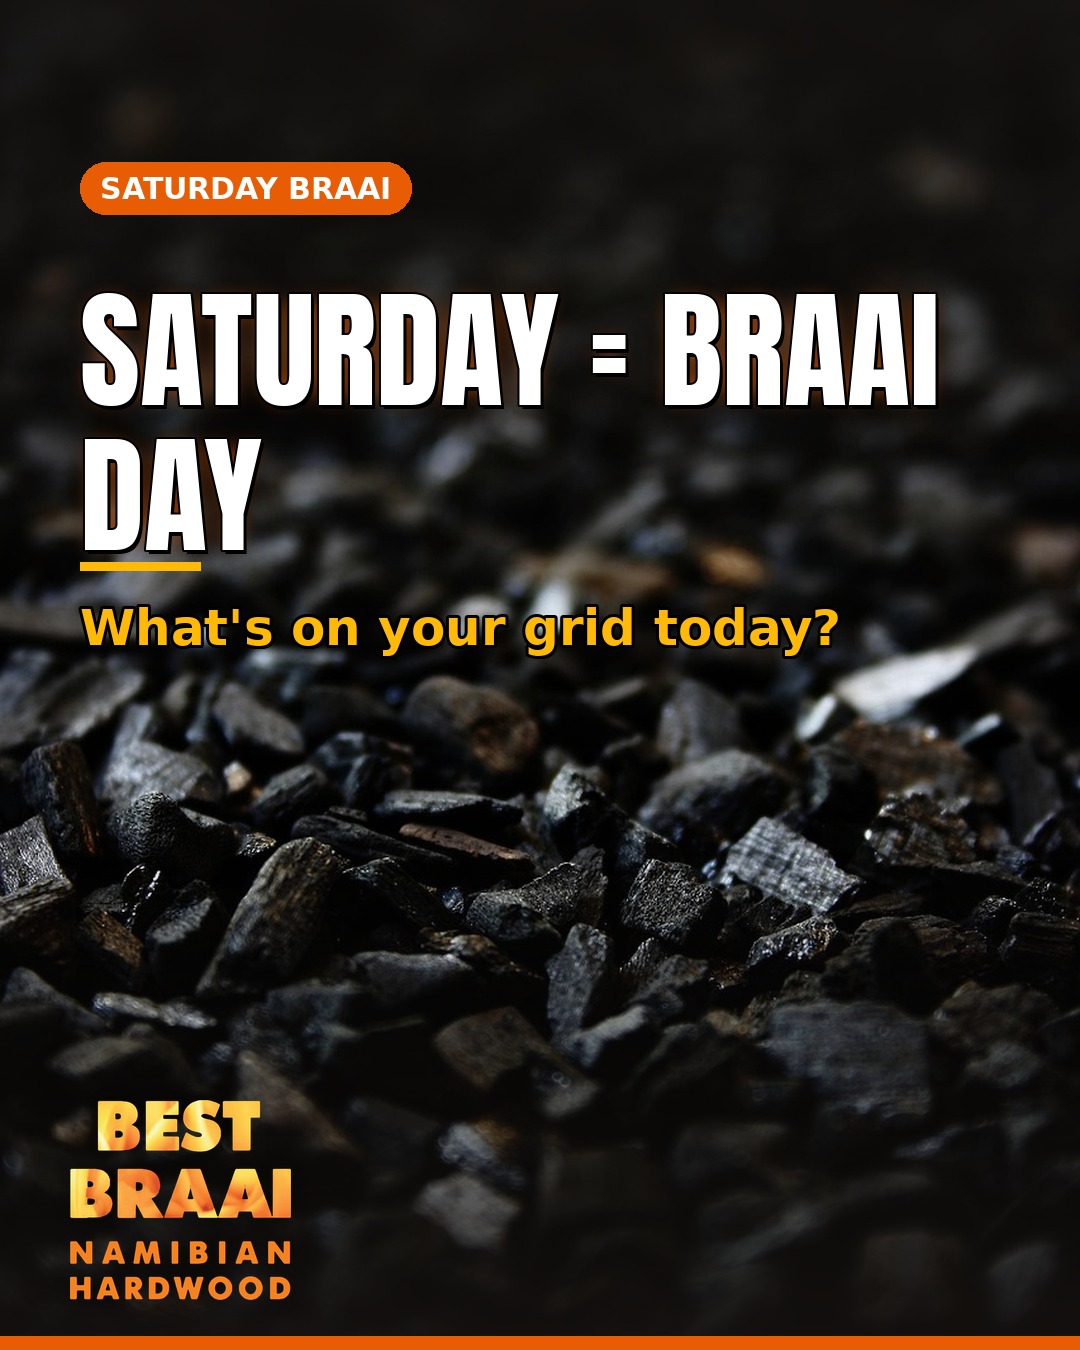 SATURDAY BRAAI
SATURDAY = BRAAI
DAY
What's on your grid today?
BEST
BRAAI
NAMIBIAN
HARDWOOD